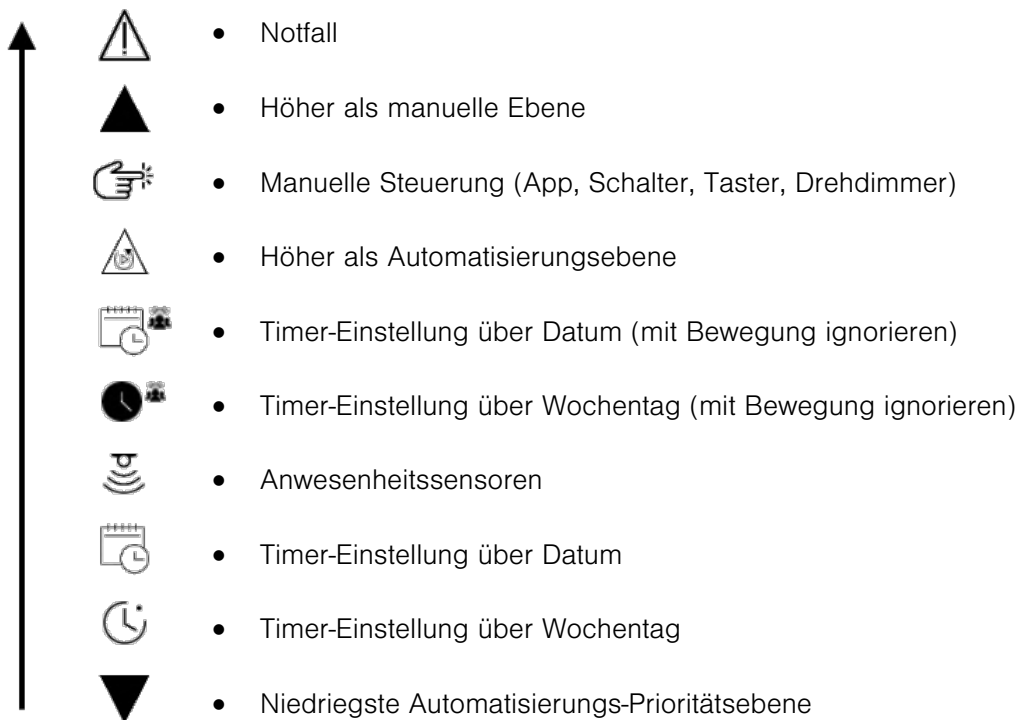 • Notfall
• Höher als manuelle Ebene
• Manuelle Steuerung (App, Schalter, Taster, Drehdimmer)
• Höher als Automatisierungsebene
• Timer-Einstellung über Datum (mit Bewegung ignorieren)
• Timer-Einstellung über Wochentag (mit Bewegung ignorieren)
• Anwesenheitssensoren
• Timer-Einstellung über Datum
• Timer-Einstellung über Wochentag
• Niedriegste Automatisierungs-Prioritätsebene